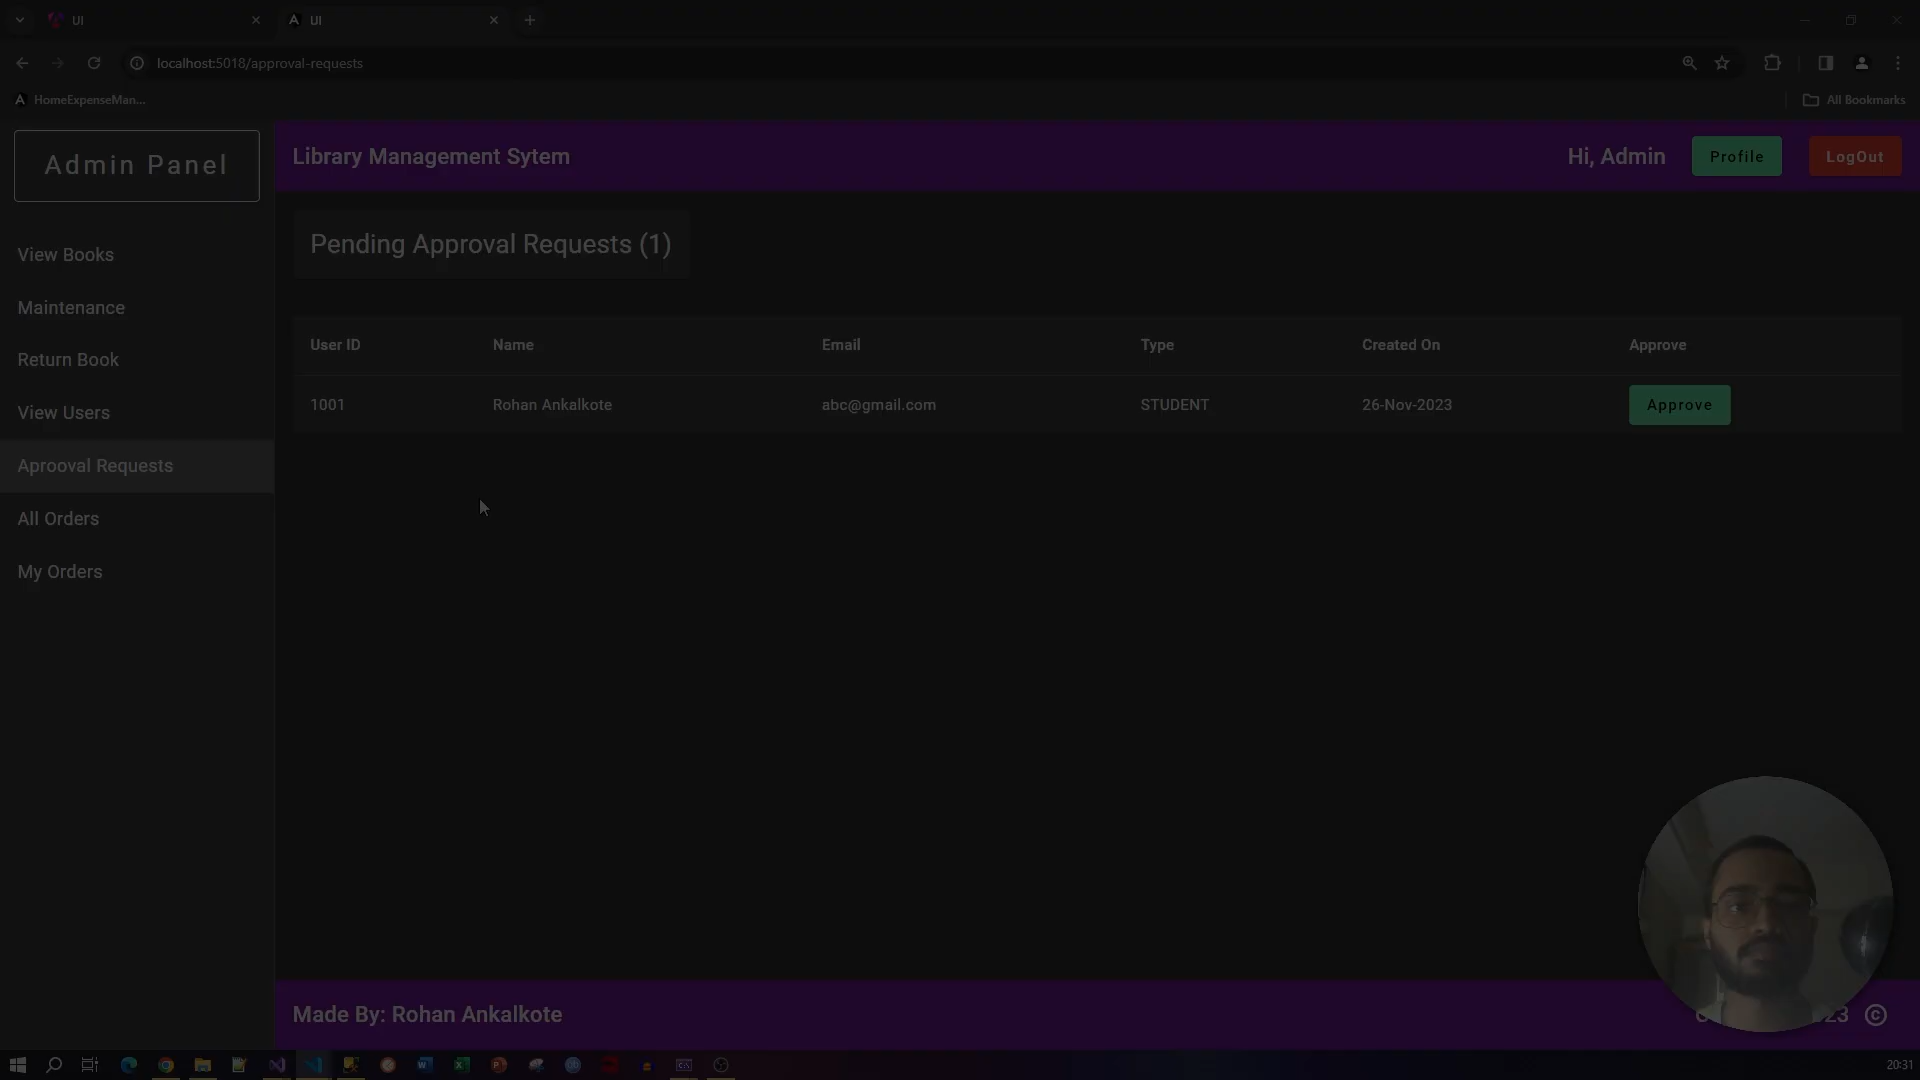 UI
UI
localhost:5018/approval-requests
HomeExpenseMan...
All Bookmarks
Admin Panel
Library Management Sytem
Hi, Admin
Profile
LogOut
View Books
Maintenance
Return Book
View Users
Aprooval Requests
All Orders
My Orders
Pending Approval Requests (1)
User ID Name Email Type Created On Approve
1001 Rohan Ankalkote abc@gmail.com STUDENT 26-Nov-2023 Approve
Made By: Rohan Ankalkote
©
20:31